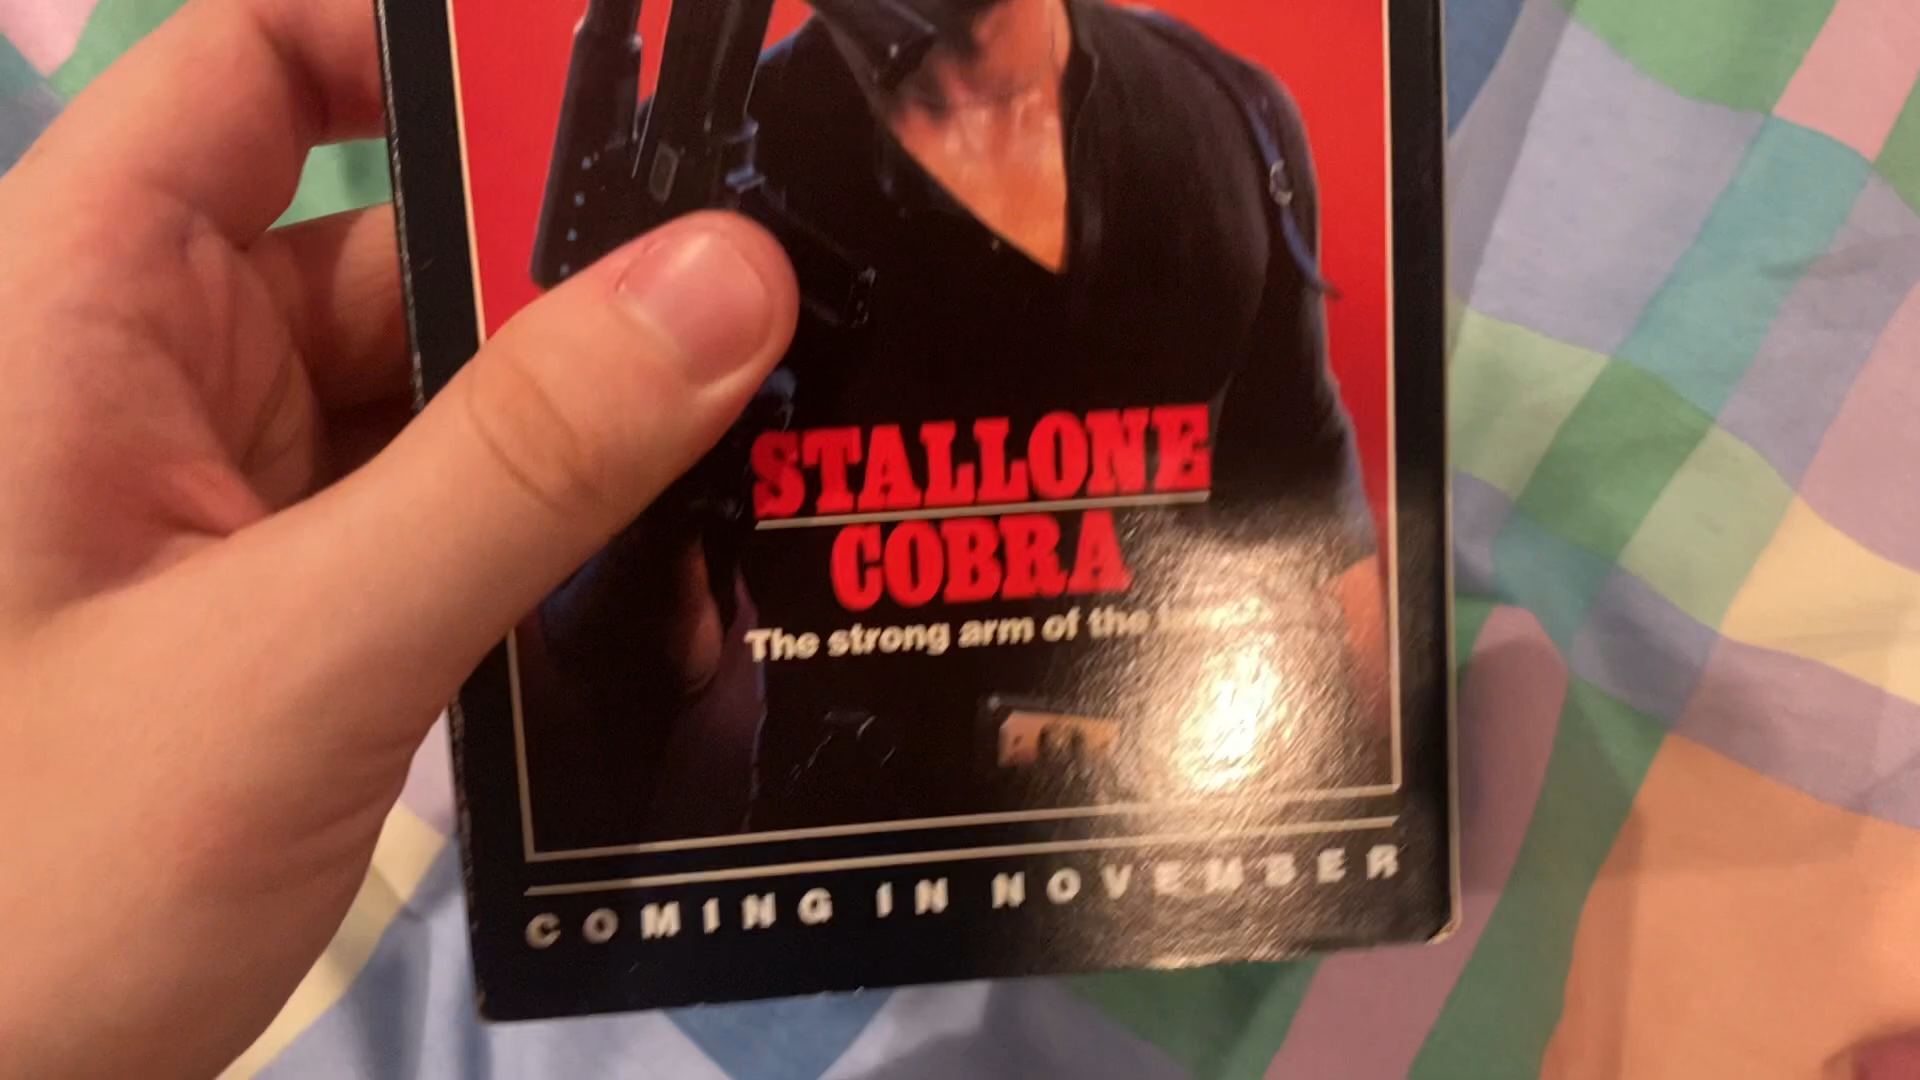 STALLONE
COBRA
The strong arm of the
COMING IN NOVEMBER